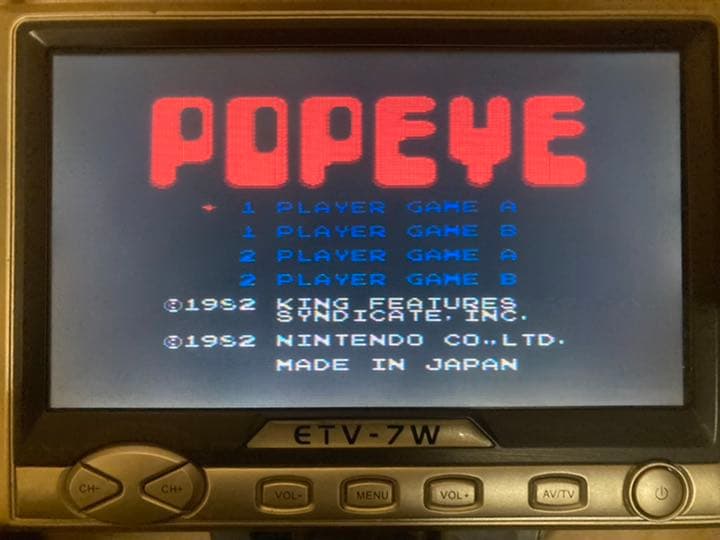 POPEYE
1 PLAYER GAME A
1 PLAYER GAME B
2 PLAYER GAME A
2 PLAYER GAME B
©1982 KING FEATURES
SYNDICATE, INC.
©1982 NINTENDO CO.,LTD.
MADE IN JAPAN
ETV-7W
CH- CH+ VOL- MENU VOL+ AV/TV